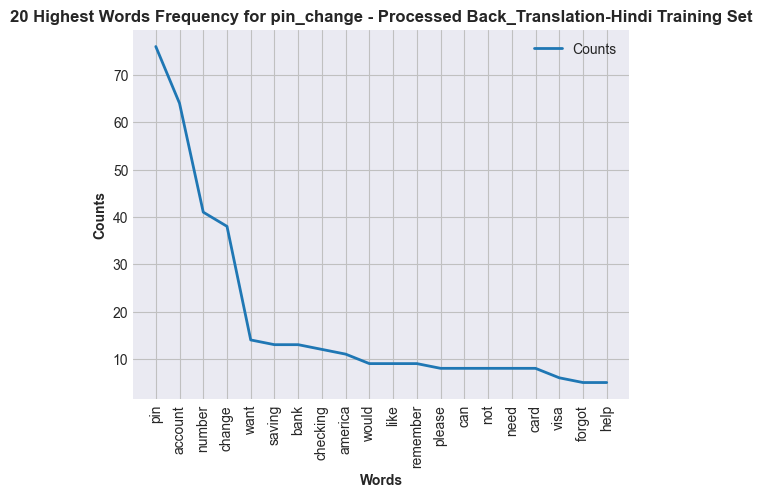 20 Highest Words Frequency for pin_change - Processed Back_Translation-Hindi Training Set
Counts
70
60
50
40
30
20
10
Counts
pin
account
number
change
want
saving
bank
checking
america
would
like
remember
please
can
not
need
card
visa
forgot
help
Words